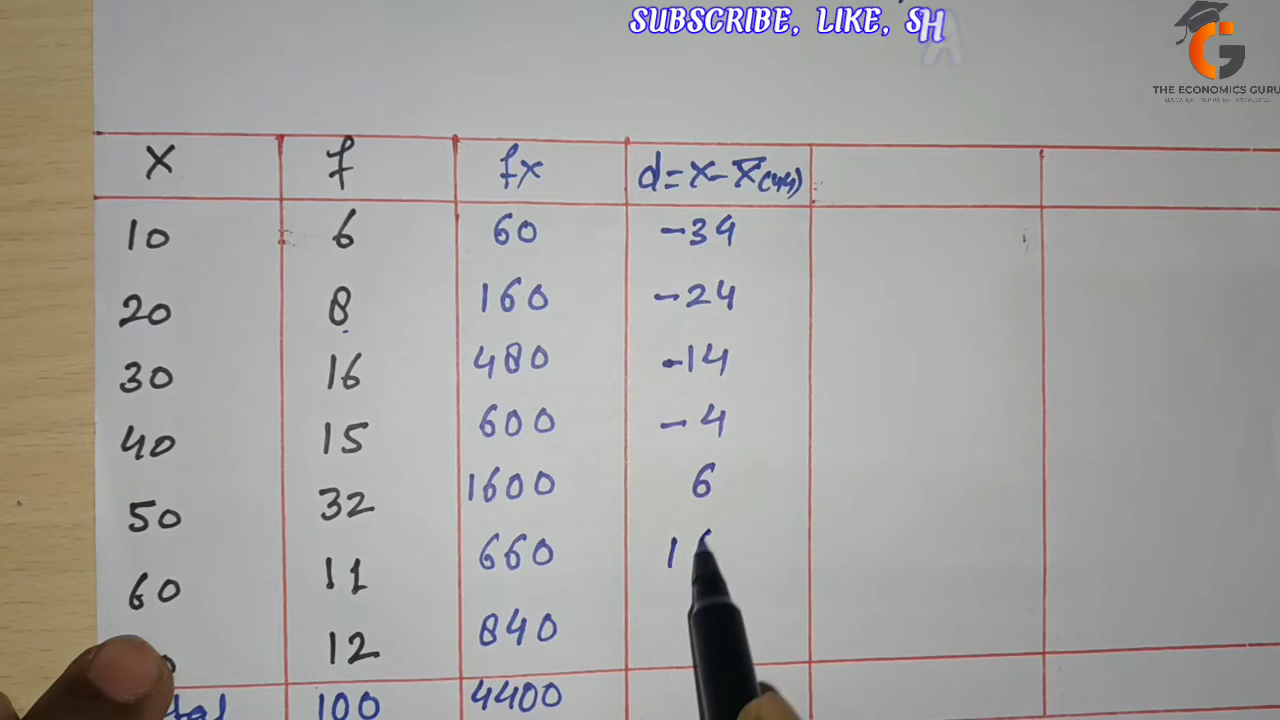 SUBSCRIBE, LIKE, SH
THE ECONOMICS GURU
X f fx d=X-X̅(44)
10 6 60 -34
20 8 160 -24
30 16 480 -14
40 15 600 -4
50 32 1600 6
60 11 660 1
12 840
100 4400